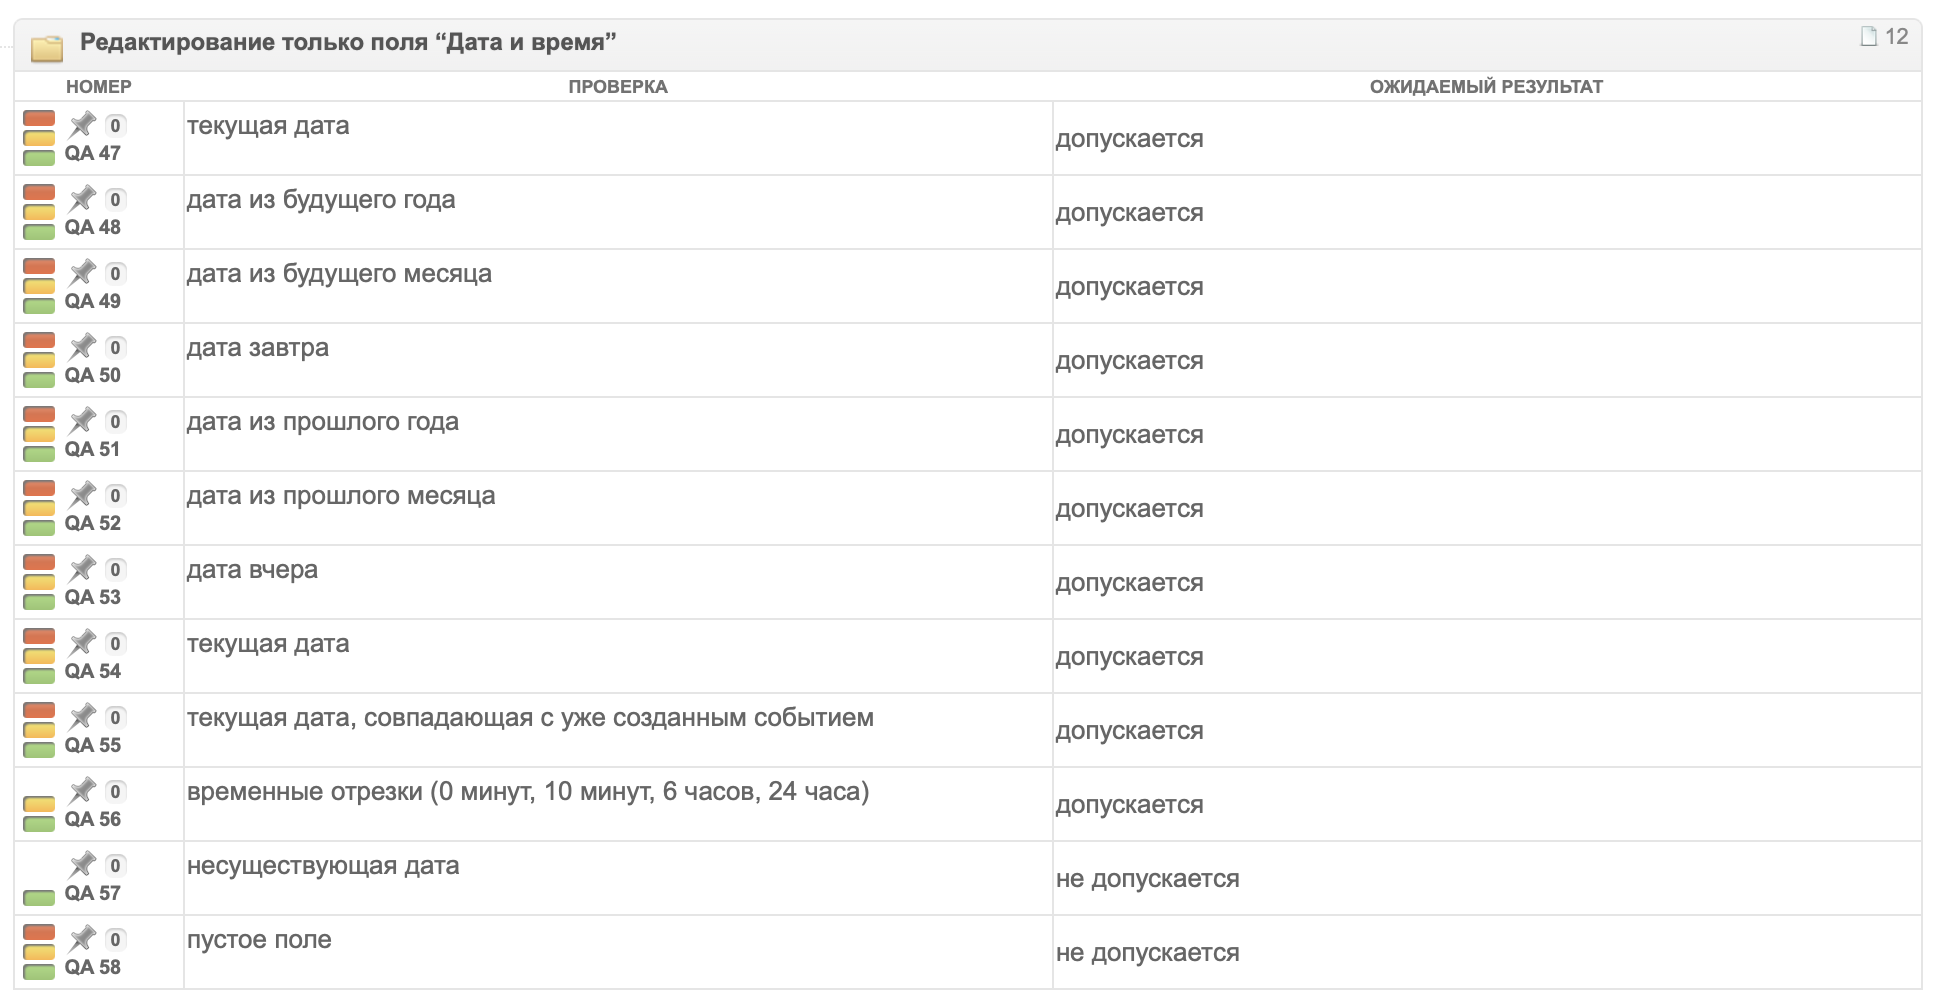 Редактирование только поля “Дата и время”
12
НОМЕР ПРОВЕРКА ОЖИДАЕМЫЙ РЕЗУЛЬТАТ
0
QA 47
текущая дата
допускается
0
QA 48
дата из будущего года
допускается
0
QA 49
дата из будущего месяца
допускается
0
QA 50
дата завтра
допускается
0
QA 51
дата из прошлого года
допускается
0
QA 52
дата из прошлого месяца
допускается
0
QA 53
дата вчера
допускается
0
QA 54
текущая дата
допускается
0
QA 55
текущая дата, совпадающая с уже созданным событием
допускается
0
QA 56
временные отрезки (0 минут, 10 минут, 6 часов, 24 часа)
допускается
0
QA 57
несуществующая дата
не допускается
0
QA 58
пустое поле
не допускается